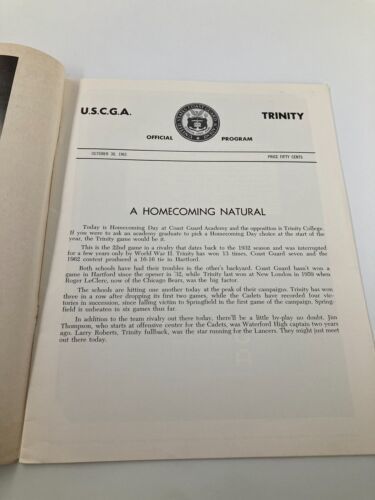 U.S.C.G.A.
TRINITY
OFFICIAL PROGRAM
PRICE FIFTY CENTS
A HOMECOMING NATURAL
Today is Homecoming Day at Coast Guard Academy and the opposition is Trinity College.
If you were to ask an academy graduate to pick a Homecoming Day choice at the start of the
year, the Trinity game would be it.
This is the 22nd game in a rivalry that dates back to the 1932 season and was interrupted
for a few years only by World War II. Trinity has won 13 times, Coast Guard seven and the
1962 contest produced a 16-16 tie in Hartford.
Both schools have had their troubles in the other's backyard. Coast Guard hasn't won a
game in Hartford since the opener in '32, while Trinity last won at New London in 1959 when
Roger LeClerc, now of the Chicago Bears, was the big factor.
The schools are hitting one another today at the peak of their campaigns. Trinity has won
three in a row after dropping its first two games, while the Cadets have recorded four vic-
tories in succession, since falling victim to Springfield in the first game of the campaign. Spring-
field is unbeaten in six games thus far.
In addition to the team rivalry out there today, there'll be a little by-play no doubt. Jim
Thompson, who starts at offensive center for the Cadets, was Waterford High captain two years
ago. Larry Roberts, Trinity fullback, was the star running for the Lancers. They might just meet
out there today.